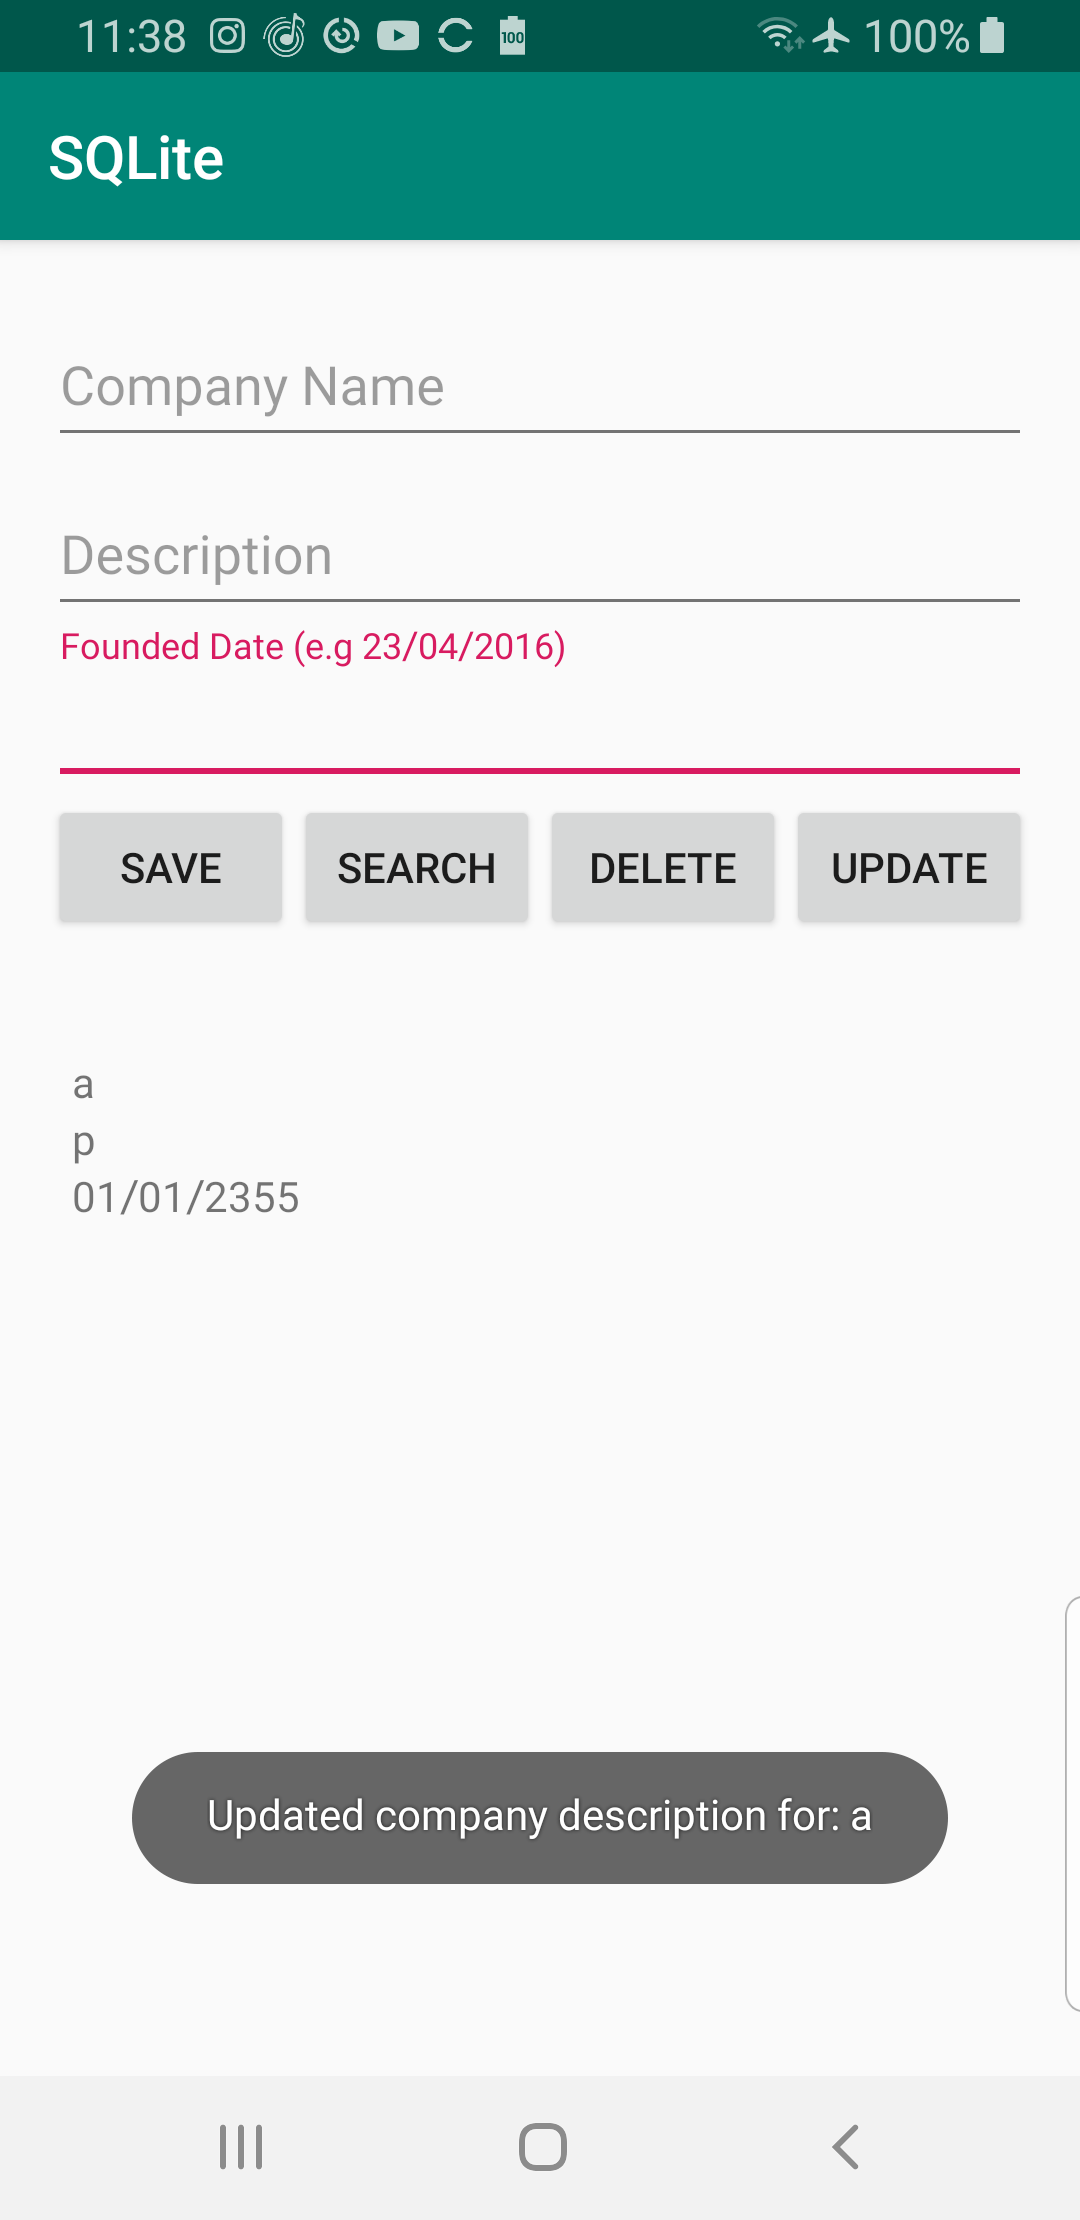 11:38 100 100%
SQLite
Company Name
Description
Founded Date (e.g 23/04/2016)
SAVE SEARCH DELETE UPDATE
a
p
01/01/2355
Updated company description for: a